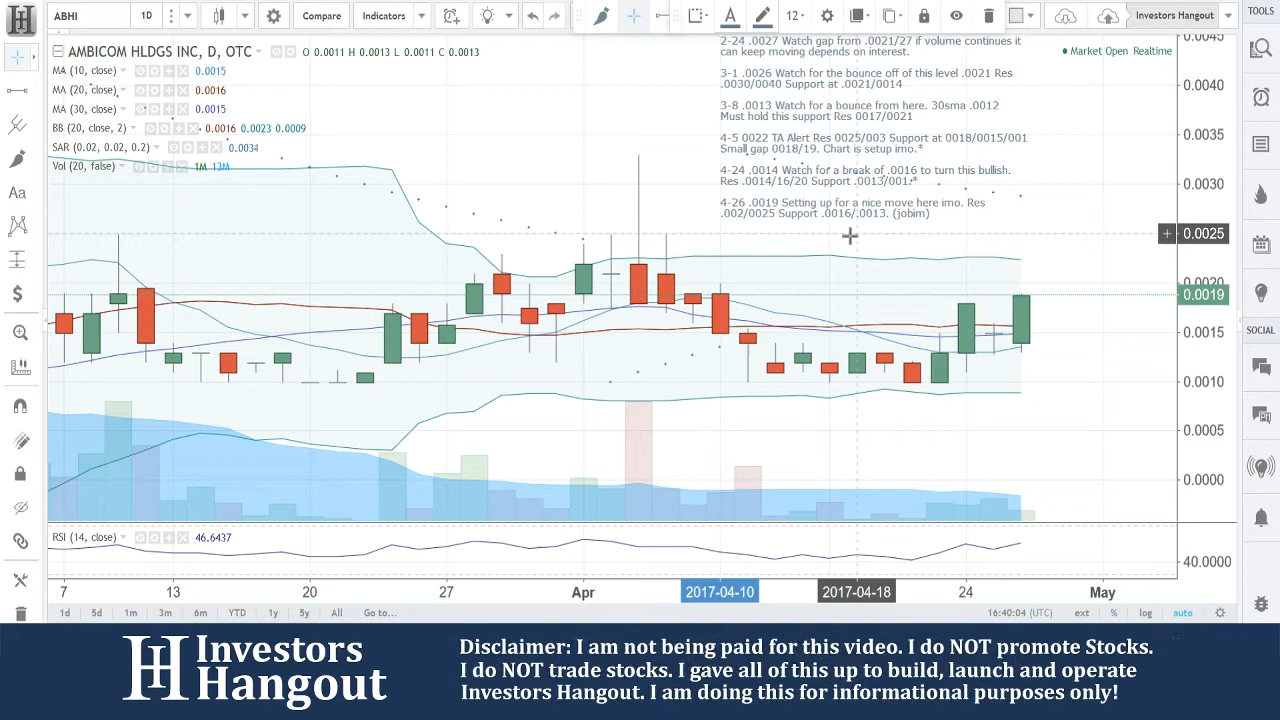 ABHI 1D Compare Indicators 12 Investors Hangout TOOLS
AMBICOM HLDGS INC, D, OTC O 0.0011 H 0.0013 L 0.0011 C 0.0013
MA (10, close) 0.0015
MA (20, close) 0.0016
MA (30, close) 0.0015
BB (20, close, 2) 0.0016 0.0023 0.0009
SAR (0.02, 0.02, 0.2) 0.0034
Vol (20, false) 1M 13M
2-24 .0027 Watch gap from .0021/27 if volume continues it
can keep moving depends on interest.
3-1 .0026 Watch for the bounce off of this level .0021 Res
.0030/0040 Support at .0021/0014
3-8 .0013 Watch for a bounce from here. 30sma .0012
Must hold this support Res 0017/0021
4-5 0022 TA Alert Res 0025/003 Support at 0018/0015/001
Small gap 0018/19. Chart is setup imo.*
4-24 .0014 Watch for a break of .0016 to turn this bullish.
Res .0014/16/20 Support .0013/001.*
4-26 .0019 Setting up for a nice move here imo. Res
.002/0025 Support .0016/.0013. (jobim)
Market Open Realtime
0.0045
0.0040
0.0035
0.0030
0.0025
0.0020
0.0019
0.0015
0.0010
0.0005
0.0000
SOCIAL
RSI (14, close) 46.6437
40.0000
7 13 20 27 Apr 2017-04-10 2017-04-18 24 May
1d 5d 1m 3m 6m YTD 1y 5y All Go to... 16:40:04 (UTC) ext % log auto
Investors
Hangout
Disclaimer: I am not being paid for this video. I do NOT promote Stocks.
I do NOT trade stocks. I gave all of this up to build, launch and operate
Investors Hangout. I am doing this for informational purposes only!